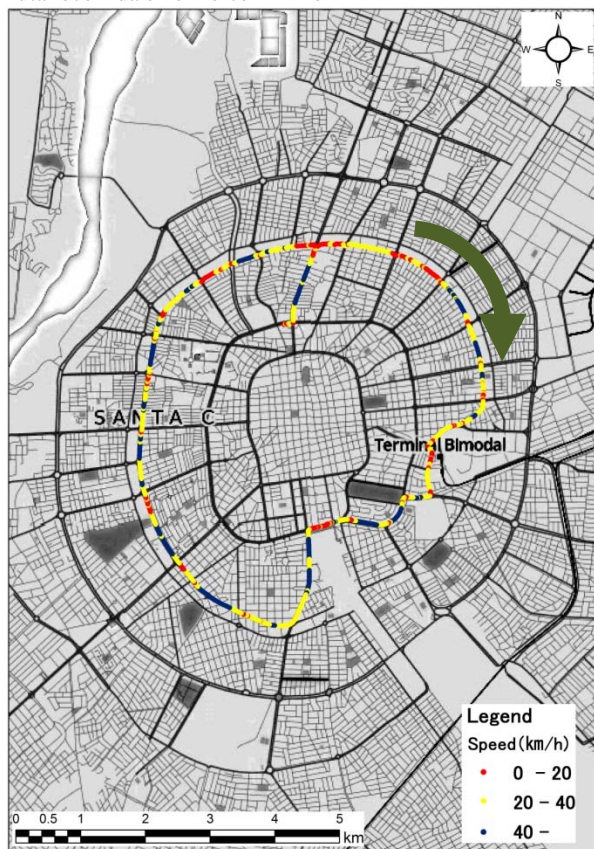 N
W E
S
SANTA C
Terminal Bimodal
Legend
Speed(km/h)
0 - 20
20 - 40
40 -
0 0.5 1 2 3 4 5
km